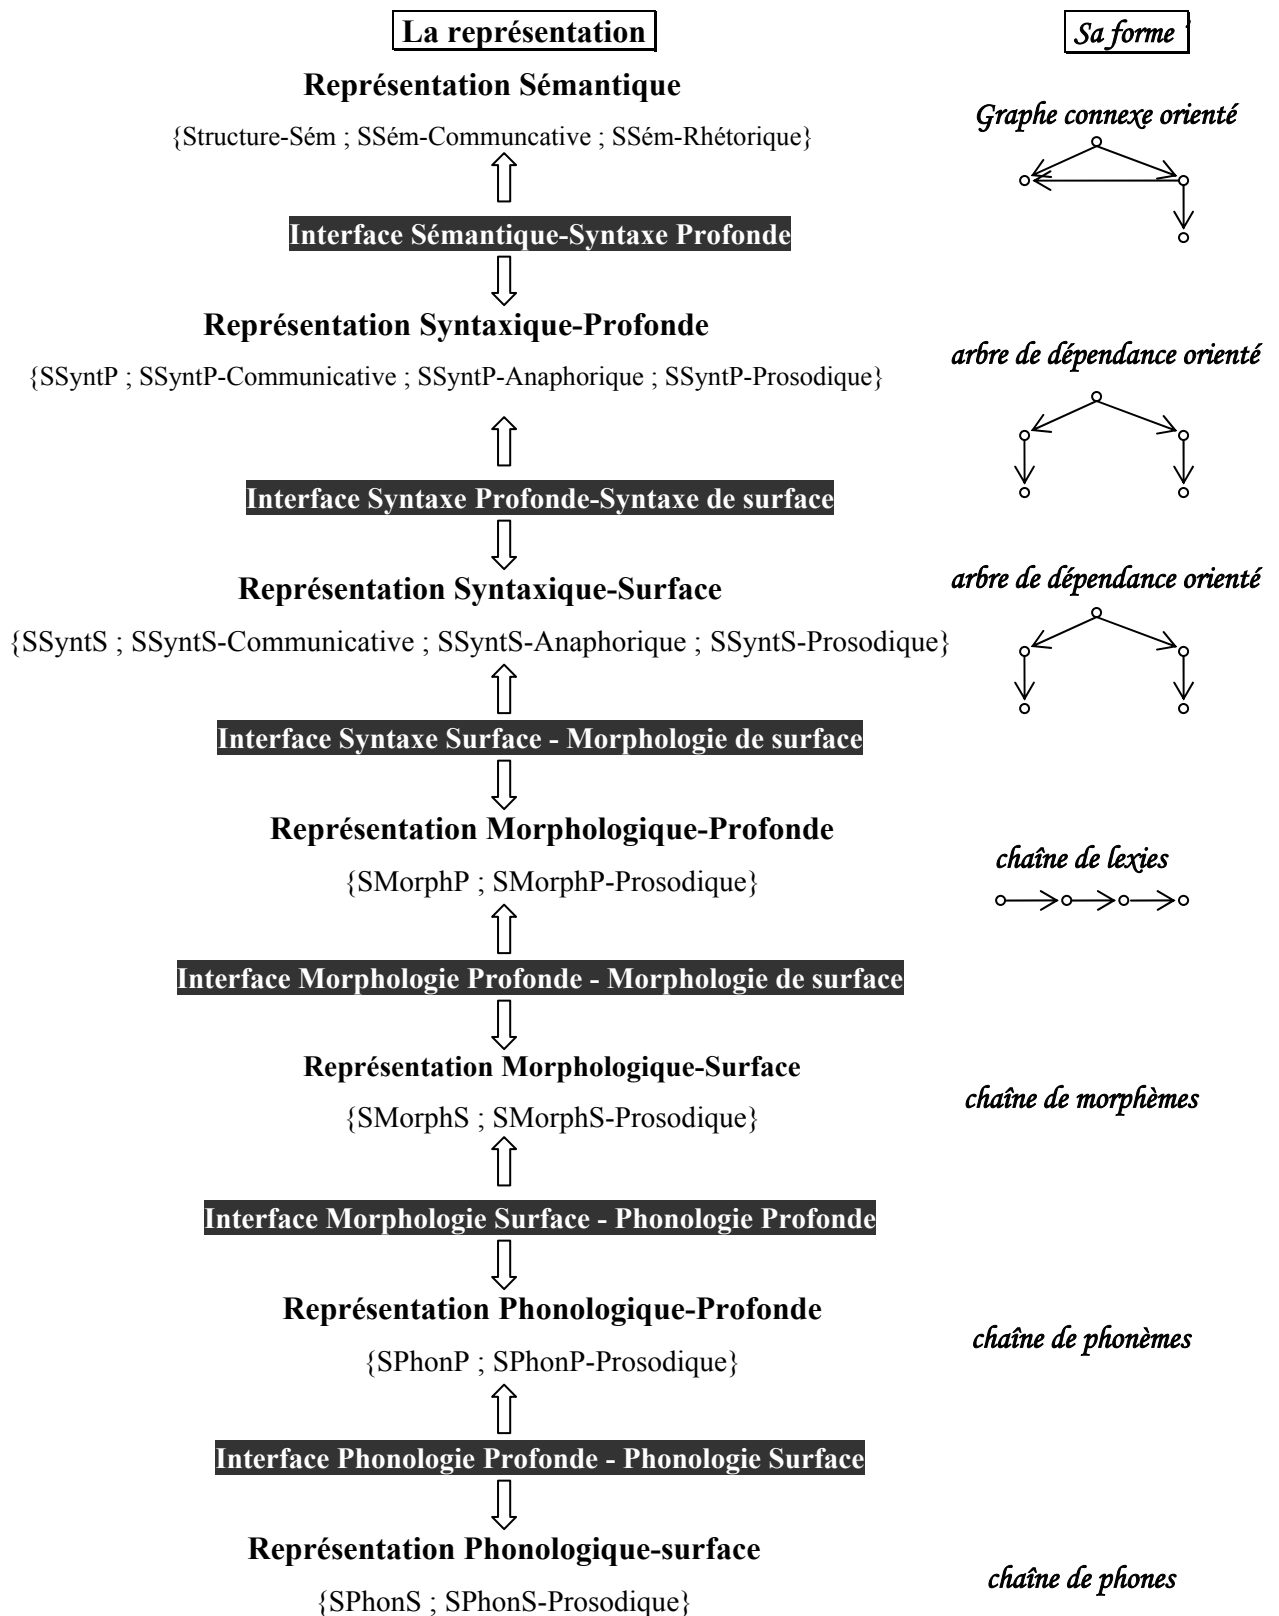 La représentation
Sa forme
Représentation Sémantique
{Structure-Sém ; SSém-Communcative ; SSém-Rhétorique}
Graphe connexe orienté
Interface Sémantique-Syntaxe Profonde
Représentation Syntaxique-Profonde
{SSyntP ; SSyntP-Communicative ; SSyntP-Anaphorique ; SSyntP-Prosodique}
arbre de dépendance orienté
Interface Syntaxe Profonde-Syntaxe de surface
Représentation Syntaxique-Surface
{SSyntS ; SSyntS-Communicative ; SSyntS-Anaphorique ; SSyntS-Prosodique}
arbre de dépendance orienté
Interface Syntaxe Surface - Morphologie de surface
Représentation Morphologique-Profonde
{SMorphP ; SMorphP-Prosodique}
chaîne de lexies
Interface Morphologie Profonde - Morphologie de surface
Représentation Morphologique-Surface
{SMorphS ; SMorphS-Prosodique}
chaîne de morphèmes
Interface Morphologie Surface - Phonologie Profonde
Représentation Phonologique-Profonde
{SPhonP ; SPhonP-Prosodique}
chaîne de phonèmes
Interface Phonologie Profonde - Phonologie Surface
Représentation Phonologique-surface
{SPhonS ; SPhonS-Prosodique}
chaîne de phones